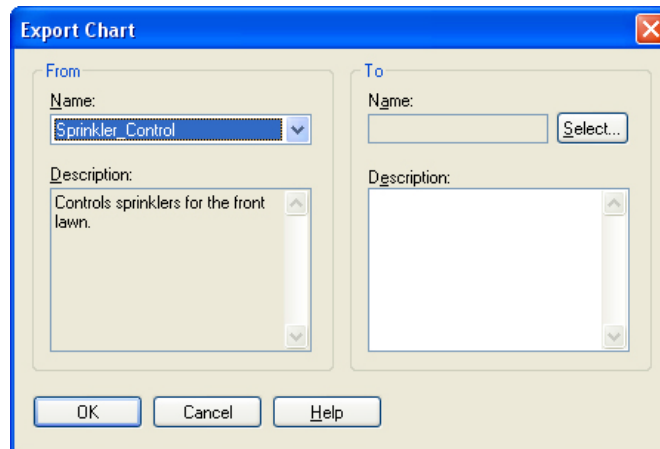 Export Chart
From
Name:
Sprinkler_Control
Description:
Controls sprinklers for the front
lawn.
To
Name:
Select...
Description:
OK
Cancel
Help